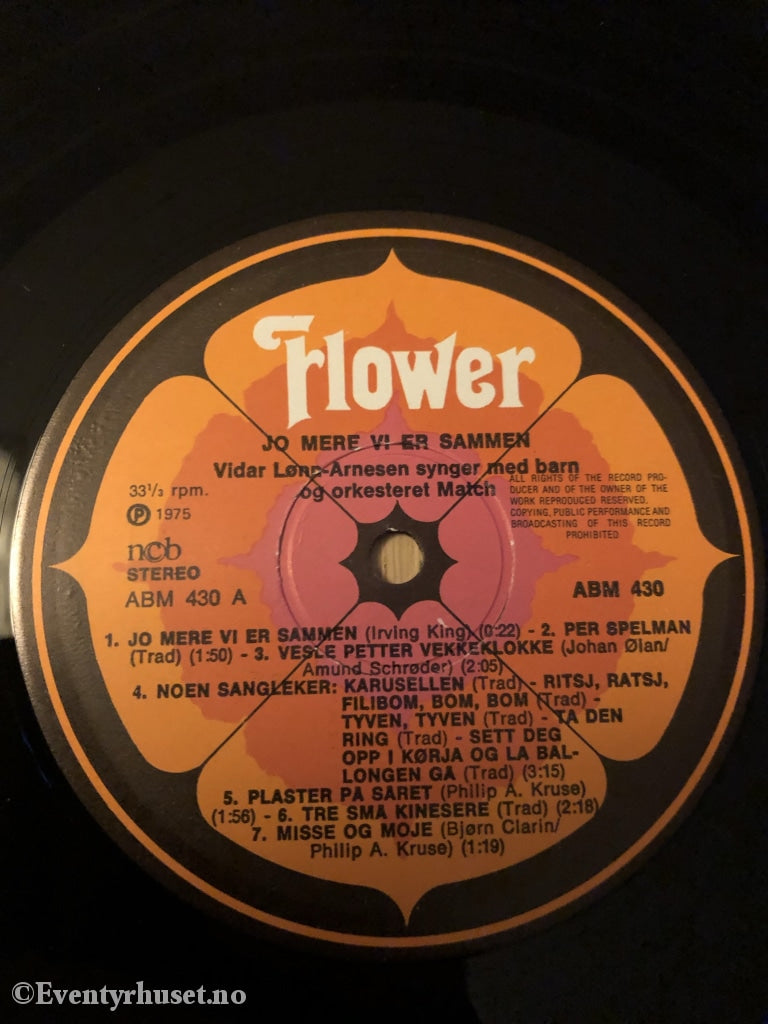 Flower
JO MERE VI ER SAMMEN
Vidar Lønn-Arnesen synger med barn
og orkesteret Match
33¹/₃ rpm.
Ⓟ 1975
ncb
STEREO
ABM 430 A
ALL RIGHTS OF THE RECORD PRO-
DUCER AND OF THE OWNER OF THE
WORK REPRODUCED RESERVED.
COPYING, PUBLIC PERFORMANCE AND
BROADCASTING OF THIS RECORD
PROHIBITED
ABM 430
1. JO MERE VI ER SAMMEN (Irving King) (0:22) - 2. PER SPELMAN
(Trad) (1:50) - 3. VESLE PETTER VEKKEKLOKKE (Johan Ølan/
Amund Schrøder) (2:05)
4. NOEN SANGLEKER: KARUSELLEN (Trad) - RITSJ, RATSJ,
FILIBOM, BOM, BOM (Trad) -
TYVEN, TYVEN (Trad) - TA DEN
RING (Trad) - SETT DEG
OPP I KØRJA OG LA BAL-
LONGEN GA (Trad) (3:15)
5. PLASTER PA SARET (Philip A. Kruse)
(1:56) - 6. TRE SMA KINESERE (Trad) (2:18)
7. MISSE OG MOJE (Bjørn Clarin/
Philip A. Kruse) (1:19)
©Eventyrhuset.no